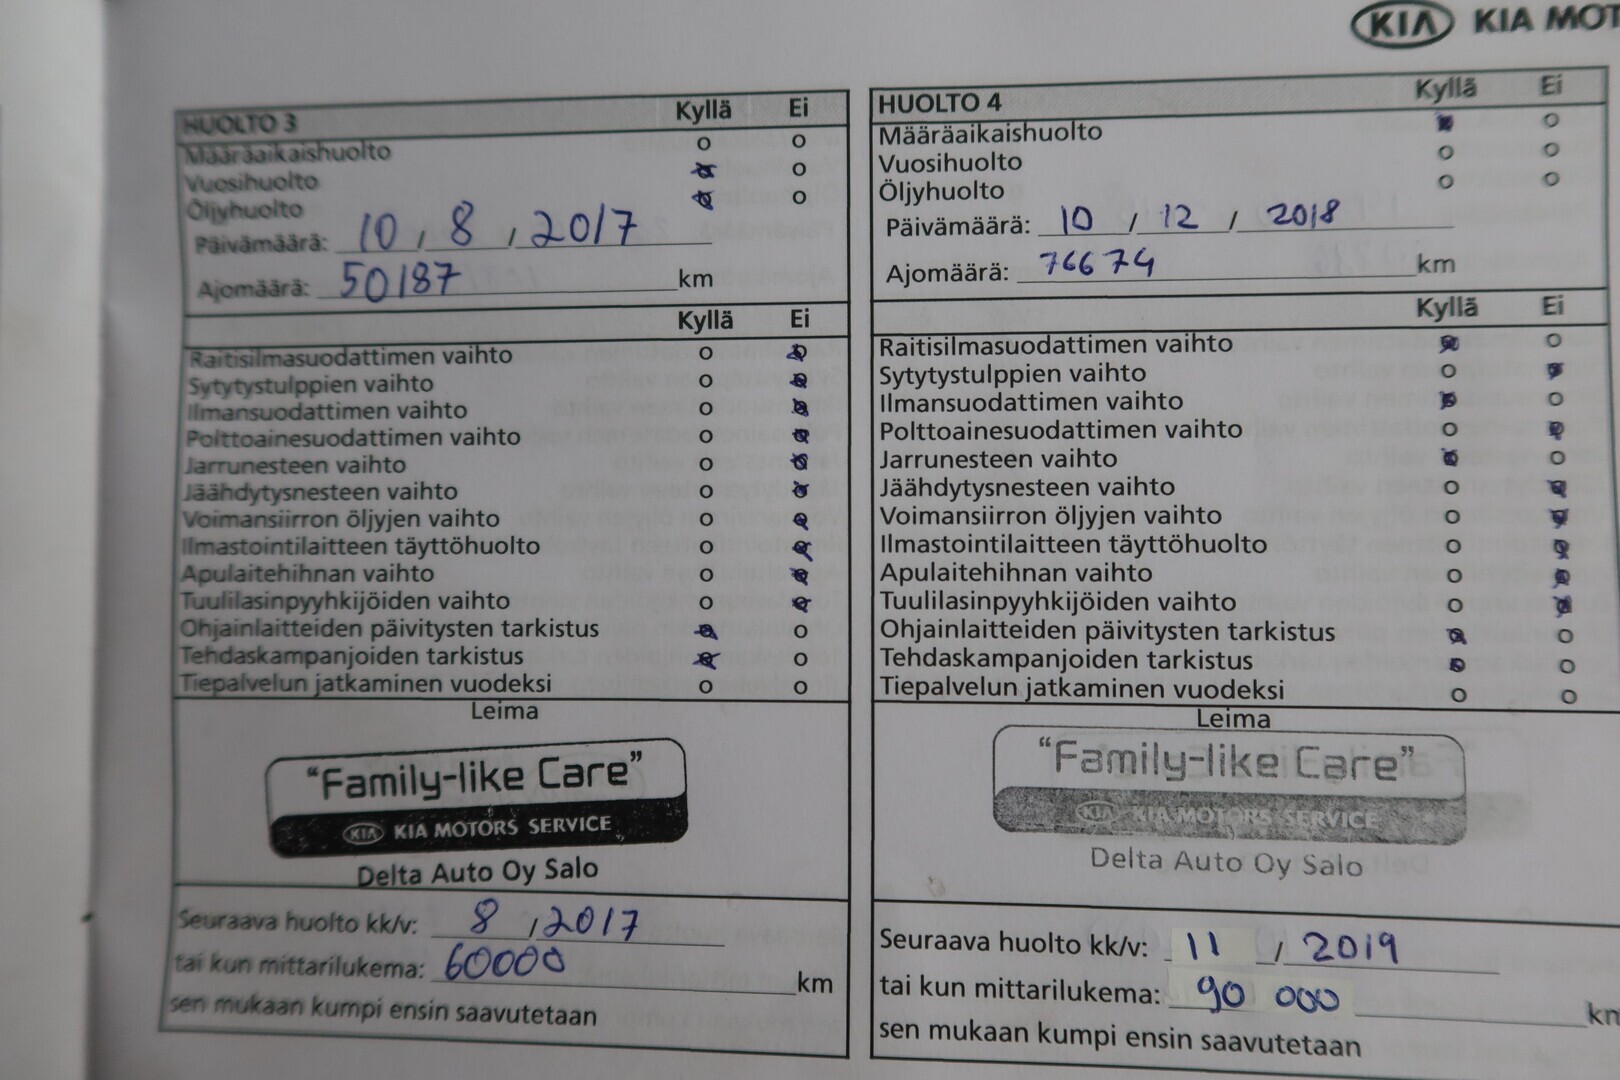 KIA KIA MOT
HUOLTO 3 Kyllä Ei
Määräaikaishuolto
Vuosihuolto
Öljyhuolto
Päivämäärä: 10 / 8 / 2017
Ajomäärä: 50187 km
Kyllä Ei
Raitisilmasuodattimen vaihto
Sytytystulppien vaihto
Ilmansuodattimen vaihto
Polttoainesuodattimen vaihto
Jarrunesteen vaihto
Jäähdytysnesteen vaihto
Voimansiirron öljyjen vaihto
Ilmastointilaitteen täyttöhuolto
Apulaitehihnan vaihto
Tuulilasinpyyhkijöiden vaihto
Ohjainlaitteiden päivitysten tarkistus
Tehdaskampanjoiden tarkistus
Tiepalvelun jatkaminen vuodeksi
Leima
"Family-like Care"
KIA KIA MOTORS SERVICE
Delta Auto Oy Salo
Seuraava huolto kk/v: 8 / 2017
tai kun mittarilukema: 60000 km
sen mukaan kumpi ensin saavutetaan
HUOLTO 4 Kyllä Ei
Määräaikaishuolto
Vuosihuolto
Öljyhuolto
Päivämäärä: 10 / 12 / 2018
Ajomäärä: 76674 km
Kyllä Ei
Raitisilmasuodattimen vaihto
Sytytystulppien vaihto
Ilmansuodattimen vaihto
Polttoainesuodattimen vaihto
Jarrunesteen vaihto
Jäähdytysnesteen vaihto
Voimansiirron öljyjen vaihto
Ilmastointilaitteen täyttöhuolto
Apulaitehihnan vaihto
Tuulilasinpyyhkijöiden vaihto
Ohjainlaitteiden päivitysten tarkistus
Tehdaskampanjoiden tarkistus
Tiepalvelun jatkaminen vuodeksi
Leima
"Family-like Care"
KIA KIA MOTORS SERVICE
Delta Auto Oy Salo
Seuraava huolto kk/v: 11 / 2019
tai kun mittarilukema: 90 000 km
sen mukaan kumpi ensin saavutetaan